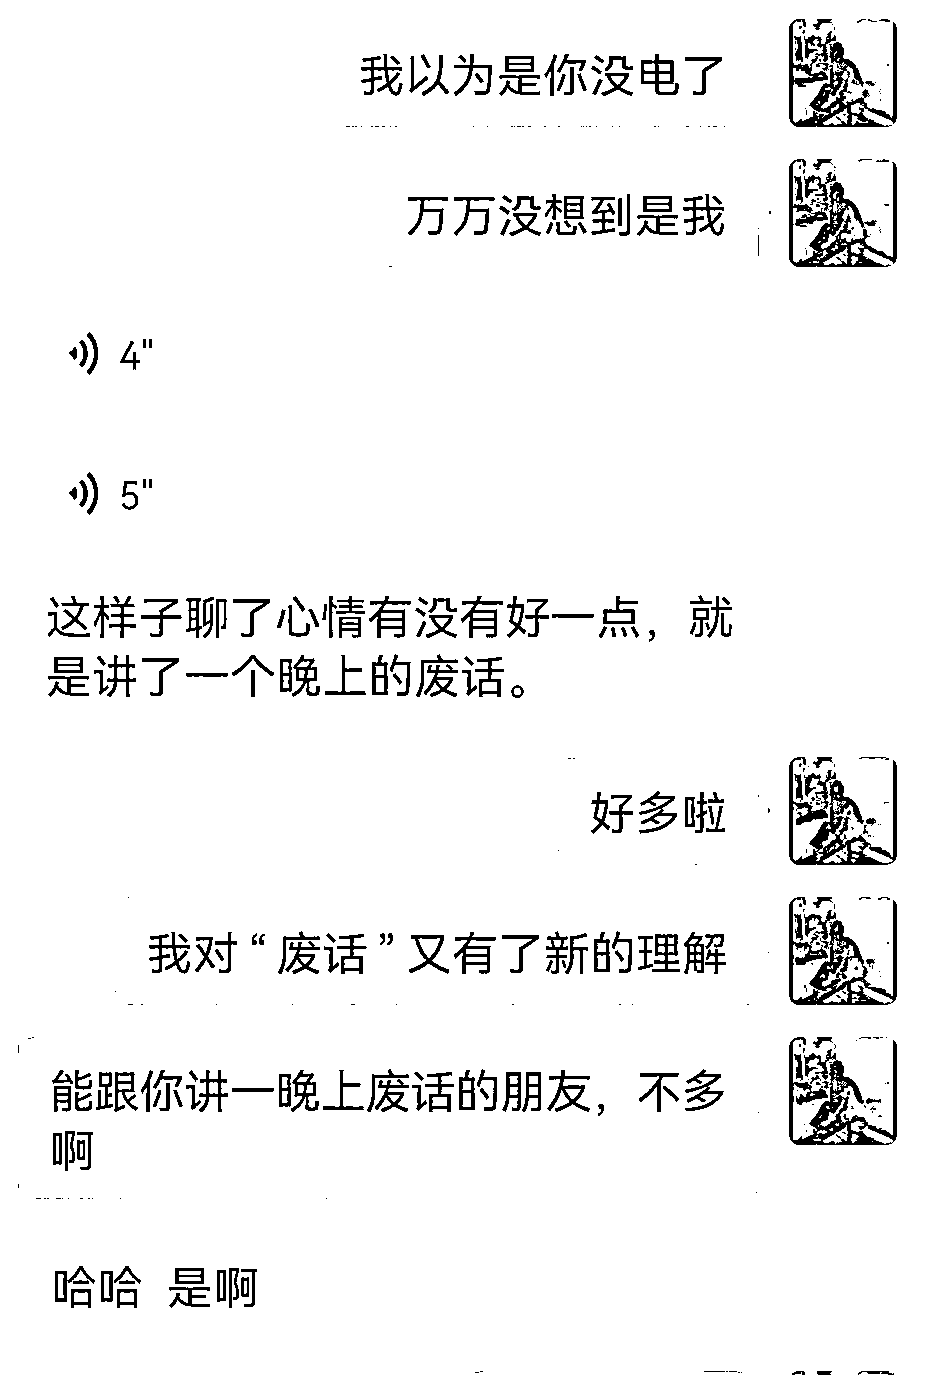 我以为是你没电了
万万没想到是我
4"
5"
这样子聊了心情有没有好一点，就
是讲了一个晚上的废话。
好多啦
我对“废话”又有了新的理解
能跟你讲一晚上废话的朋友，不多
啊
哈哈 是啊